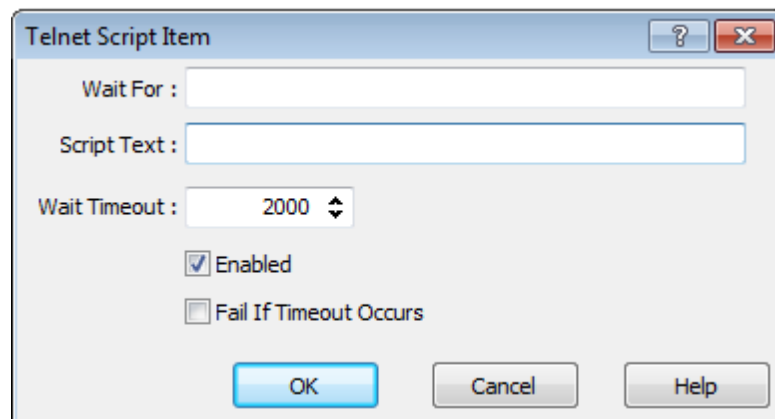 Telnet Script Item
Wait For :
Script Text :
Wait Timeout : 2000
Enabled
Fail If Timeout Occurs
OK Cancel Help